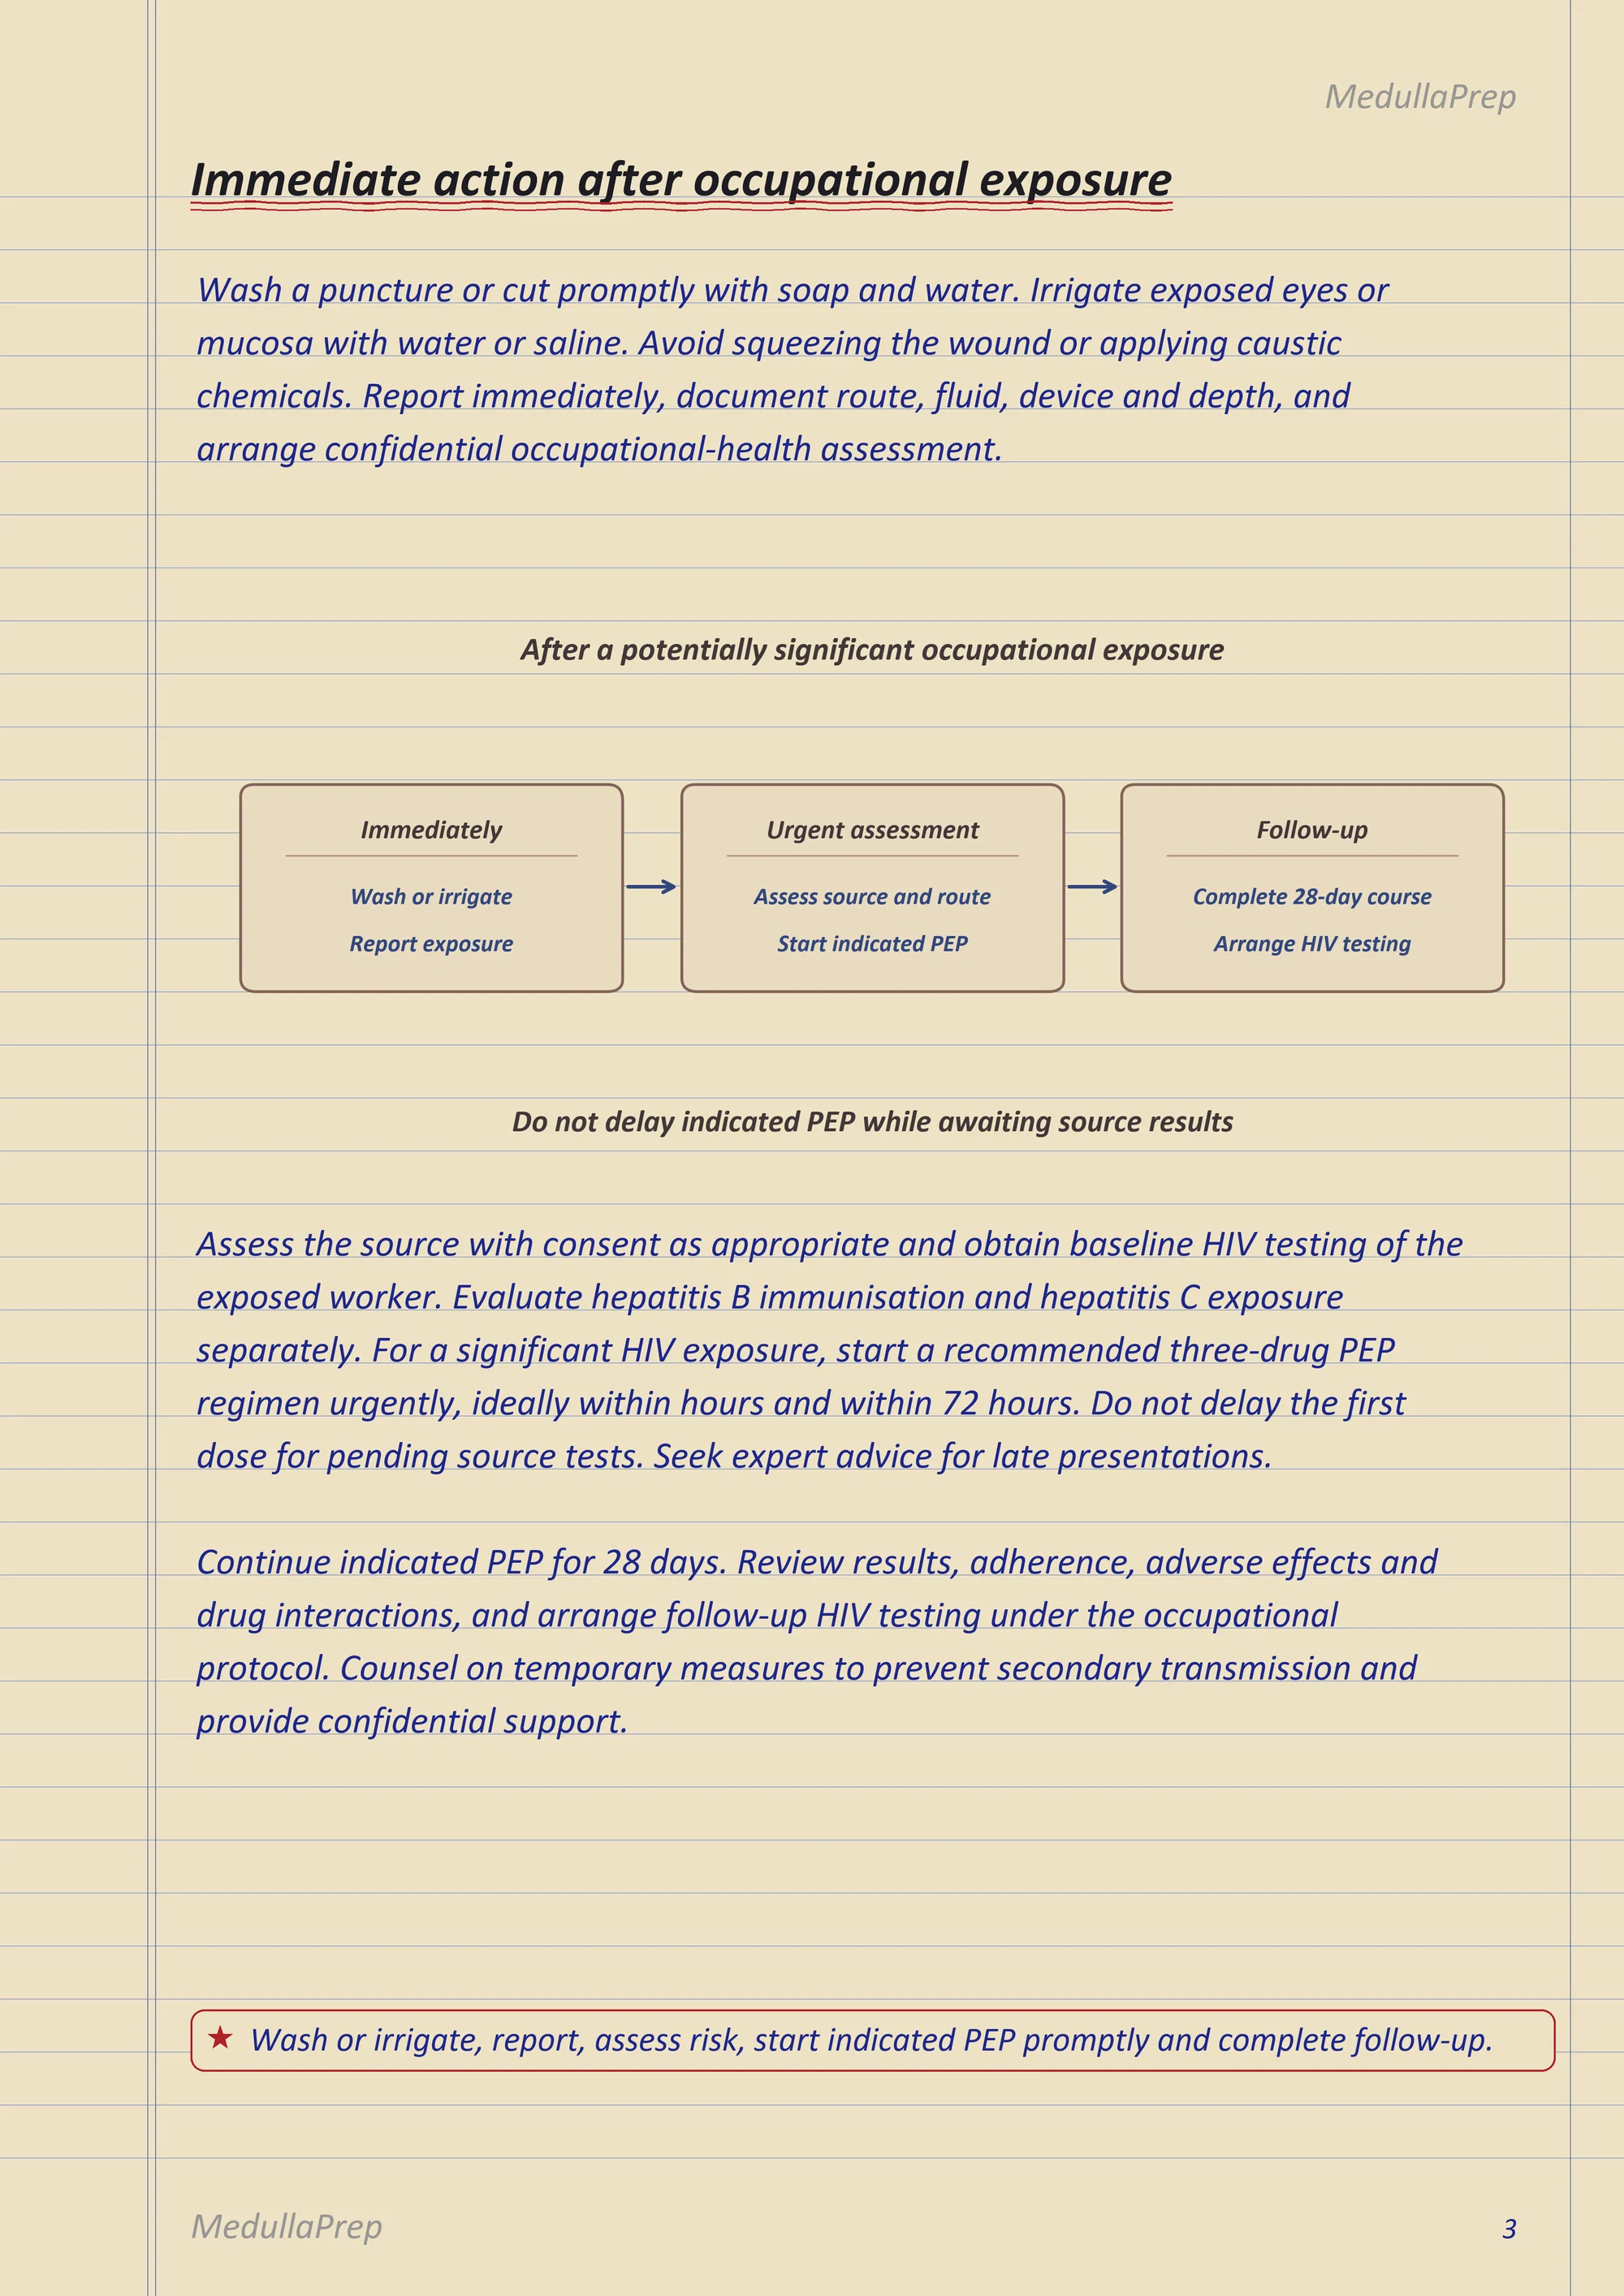 MedullaPrep
Immediate action after occupational exposure
Wash a puncture or cut promptly with soap and water. Irrigate exposed eyes or
mucosa with water or saline. Avoid squeezing the wound or applying caustic
chemicals. Report immediately, document route, fluid, device and depth, and
arrange confidential occupational-health assessment.
After a potentially significant occupational exposure
Immediately
Wash or irrigate
Report exposure
Urgent assessment
Assess source and route
Start indicated PEP
Follow-up
Complete 28-day course
Arrange HIV testing
Do not delay indicated PEP while awaiting source results
Assess the source with consent as appropriate and obtain baseline HIV testing of the
exposed worker. Evaluate hepatitis B immunisation and hepatitis C exposure
separately. For a significant HIV exposure, start a recommended three-drug PEP
regimen urgently, ideally within hours and within 72 hours. Do not delay the first
dose for pending source tests. Seek expert advice for late presentations.
Continue indicated PEP for 28 days. Review results, adherence, adverse effects and
drug interactions, and arrange follow-up HIV testing under the occupational
protocol. Counsel on temporary measures to prevent secondary transmission and
provide confidential support.
★ Wash or irrigate, report, assess risk, start indicated PEP promptly and complete follow-up.
MedullaPrep
3